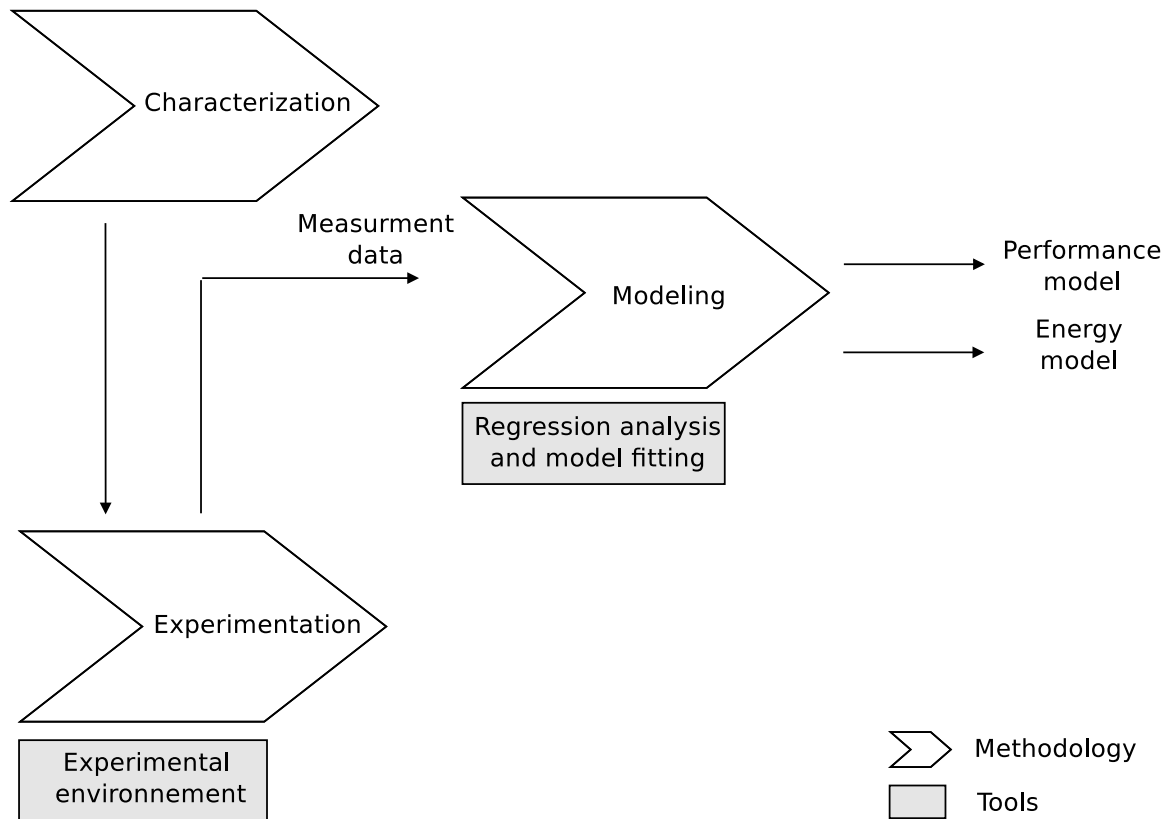 Characterization
Measurment
data
Modeling
Performance
model
Energy
model
Regression analysis
and model fitting
Experimentation
Experimental
environnement
Methodology
Tools